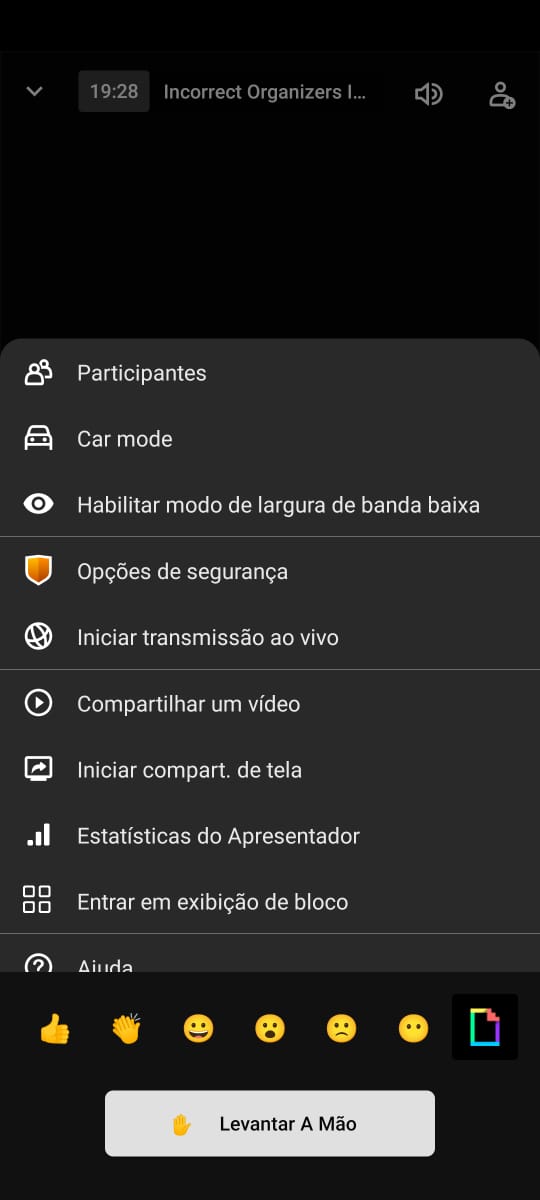 19:28 Incorrect Organizers I...
Participantes
Car mode
Habilitar modo de largura de banda baixa
Opções de segurança
Iniciar transmissão ao vivo
Compartilhar um vídeo
Iniciar compart. de tela
Estatísticas do Apresentador
Entrar em exibição de bloco
Ajuda
Levantar A Mão